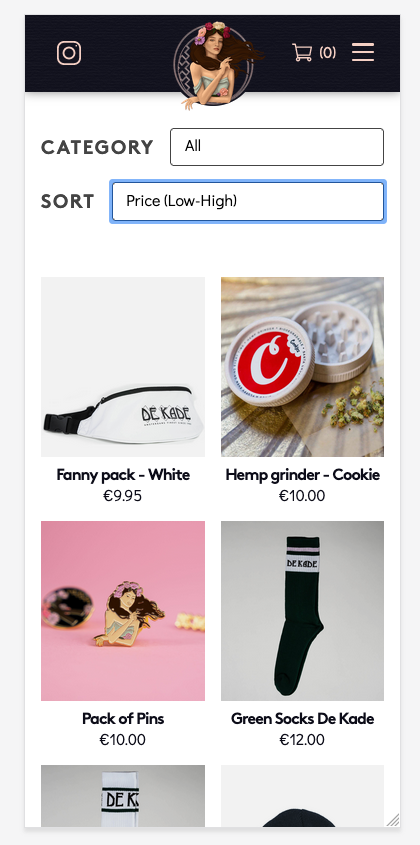 (0)
CATEGORY
All
SORT
Price (Low-High)
DE KADE
Cookies
C
Fanny pack - White
€9.95
Hemp grinder - Cookie
€10.00
DE KADE
Pack of Pins
€10.00
Green Socks De Kade
€12.00
DE K